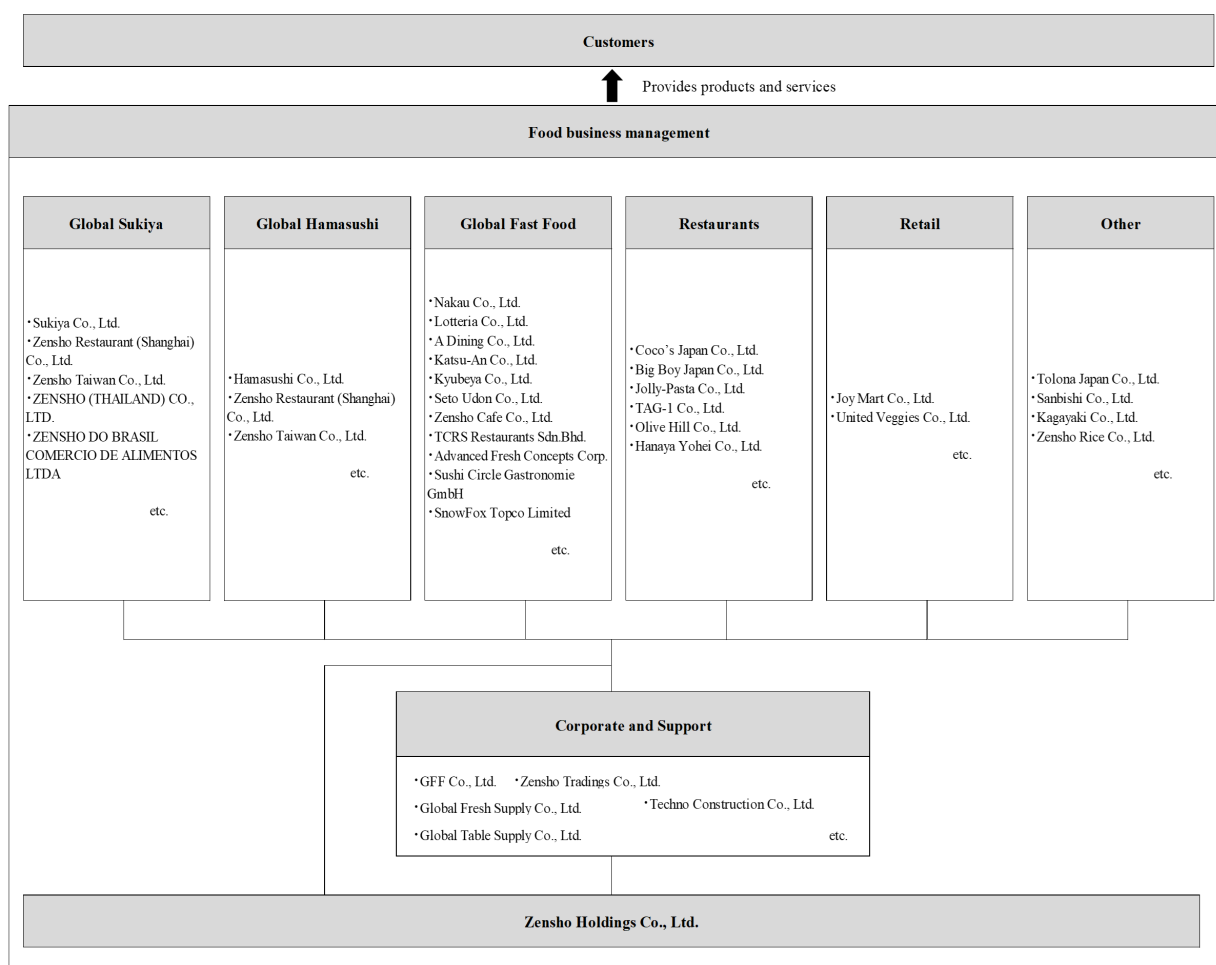 Customers
Provides products and services
Food business management
Global Sukiya
・Sukiya Co., Ltd.
・Zensho Restaurant (Shanghai)
Co., Ltd.
・Zensho Taiwan Co., Ltd.
・ZENSHO (THAILAND) CO.,
LTD.
・ZENSHO DO BRASIL
COMERCIO DE ALIMENTOS
LTDA
etc.
Global Hamasushi
・Hamasushi Co., Ltd.
・Zensho Restaurant (Shanghai)
Co., Ltd.
・Zensho Taiwan Co., Ltd.
etc.
Global Fast Food
・Nakau Co., Ltd.
・Lotteria Co., Ltd.
・A Dining Co., Ltd.
・Katsu-An Co., Ltd.
・Kyubeya Co., Ltd.
・Seto Udon Co., Ltd.
・Zensho Cafe Co., Ltd.
・TCRS Restaurants Sdn.Bhd.
・Advanced Fresh Concepts Corp.
・Sushi Circle Gastronomie
GmbH
・SnowFox Topco Limited
etc.
Restaurants
・Coco’s Japan Co., Ltd.
・Big Boy Japan Co., Ltd.
・Jolly-Pasta Co., Ltd.
・TAG-1 Co., Ltd.
・Olive Hill Co., Ltd.
・Hanaya Yohei Co., Ltd.
etc.
Retail
・Joy Mart Co., Ltd.
・United Veggies Co., Ltd.
etc.
Other
・Tolona Japan Co., Ltd.
・Sanbishi Co., Ltd.
・Kagayaki Co., Ltd.
・Zensho Rice Co., Ltd.
etc.
Corporate and Support
・GFF Co., Ltd. ・Zensho Tradings Co., Ltd.
・Global Fresh Supply Co., Ltd. ・Techno Construction Co., Ltd.
・Global Table Supply Co., Ltd. etc.
Zensho Holdings Co., Ltd.